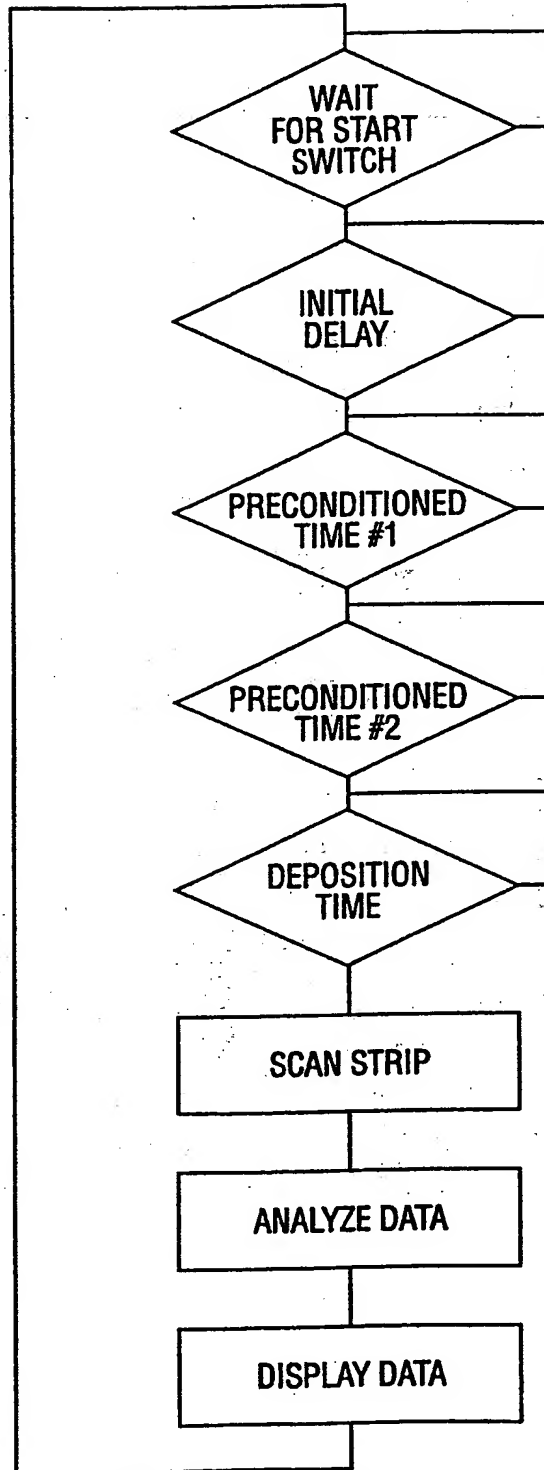 WAIT
FOR START
SWITCH
INITIAL
DELAY
PRECONDITIONED
TIME #1
PRECONDITIONED
TIME #2
DEPOSITION
TIME
SCAN STRIP
ANALYZE DATA
DISPLAY DATA